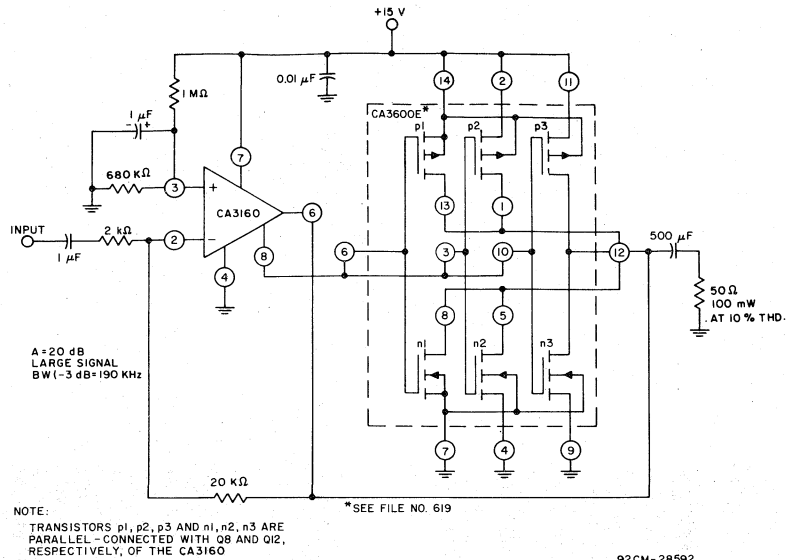 +15 V
0.01 µF
14
2
11
1 MΩ
CA3600E*
1 µF
- +
p1
p2
p3
7
680 KΩ
3
+
CA3160
6
13
1
INPUT
2 kΩ
2
−
1 µF
8
4
6
3
10
12
500 µF
50Ω
100 mW
AT 10% THD.
8
5
A=20 dB
LARGE SIGNAL
BW(-3 dB=190 KHz
n1
n2
n3
7
4
9
20 KΩ
*SEE FILE NO. 619
NOTE:
TRANSISTORS p1, p2, p3 AND n1, n2, n3 ARE
PARALLEL-CONNECTED WITH Q8 AND Q12,
RESPECTIVELY, OF THE CA3160
92CM-28592